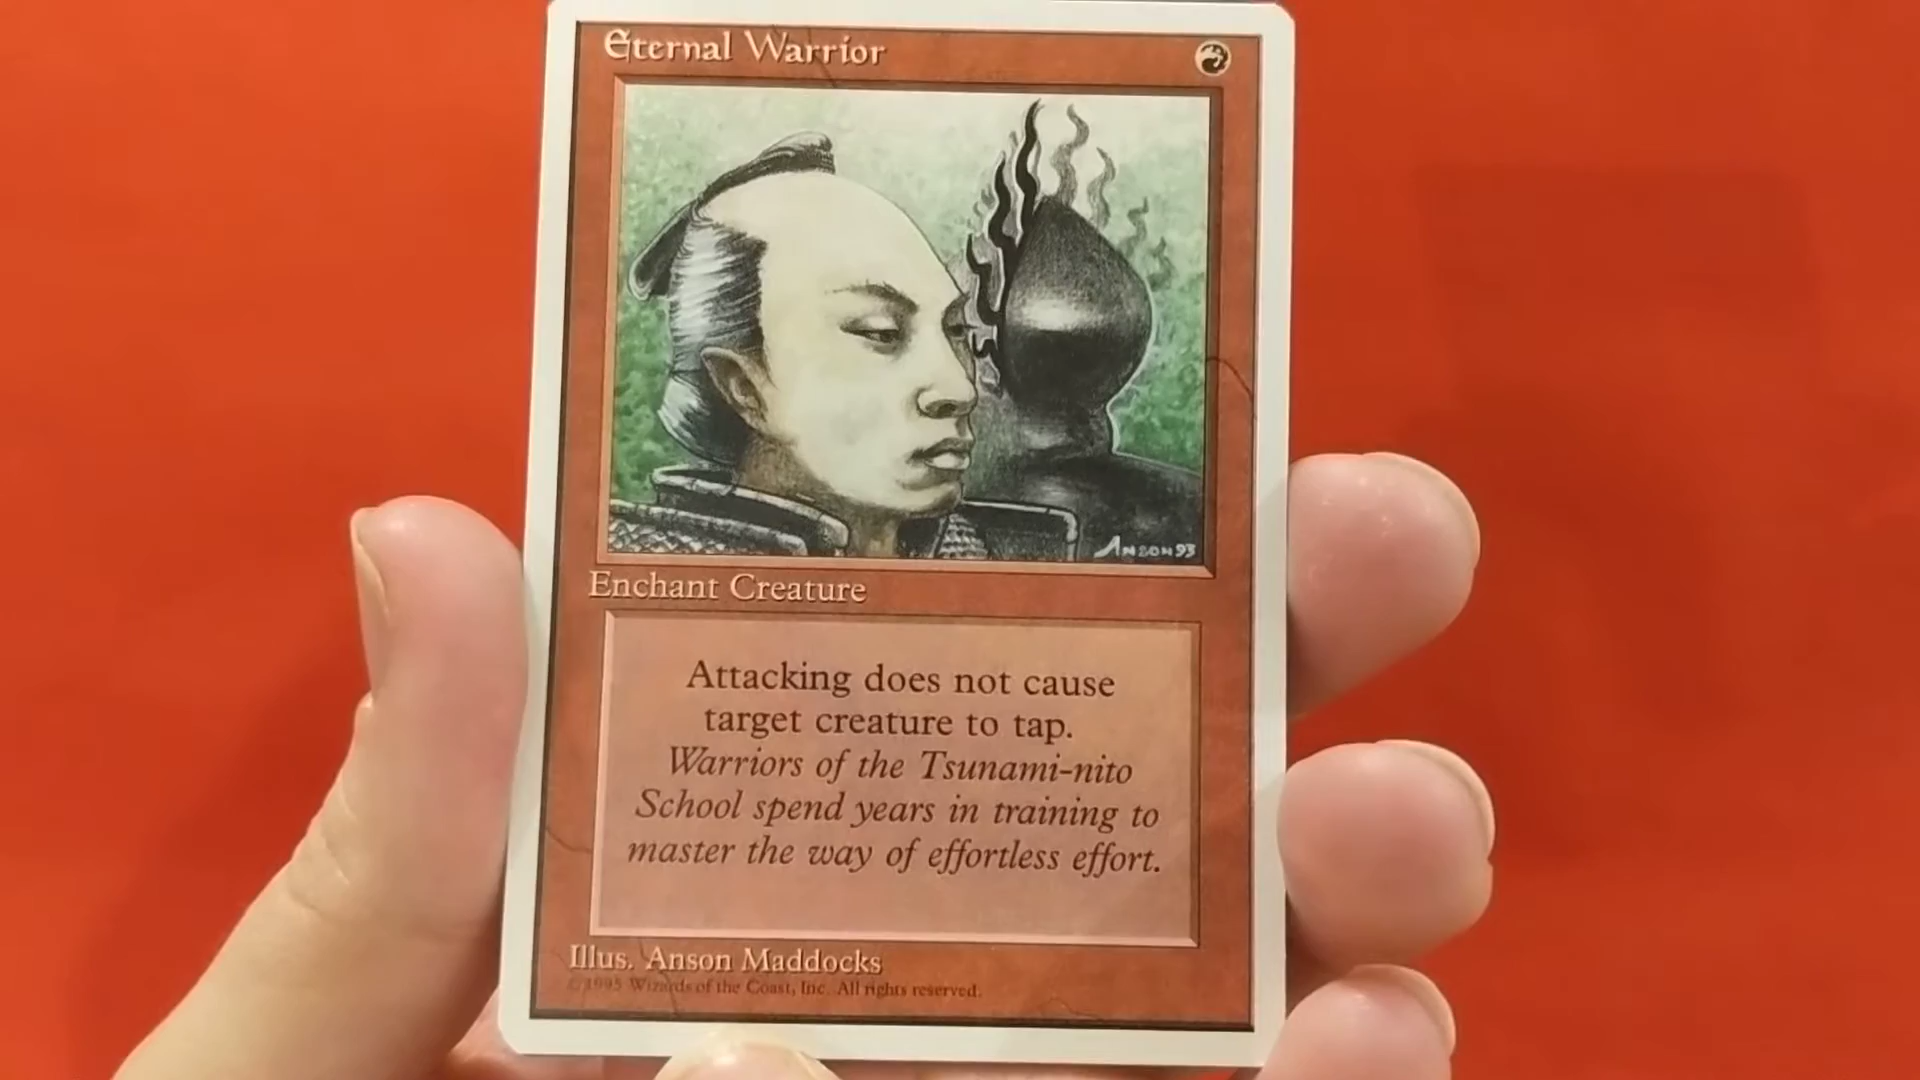 Eternal Warrior
ANSON93
Enchant Creature
Attacking does not cause
target creature to tap.
Warriors of the Tsunami-nito
School spend years in training to
master the way of effortless effort.
Illus. Anson Maddocks
© 1995 Wizards of the Coast, Inc. All rights reserved.